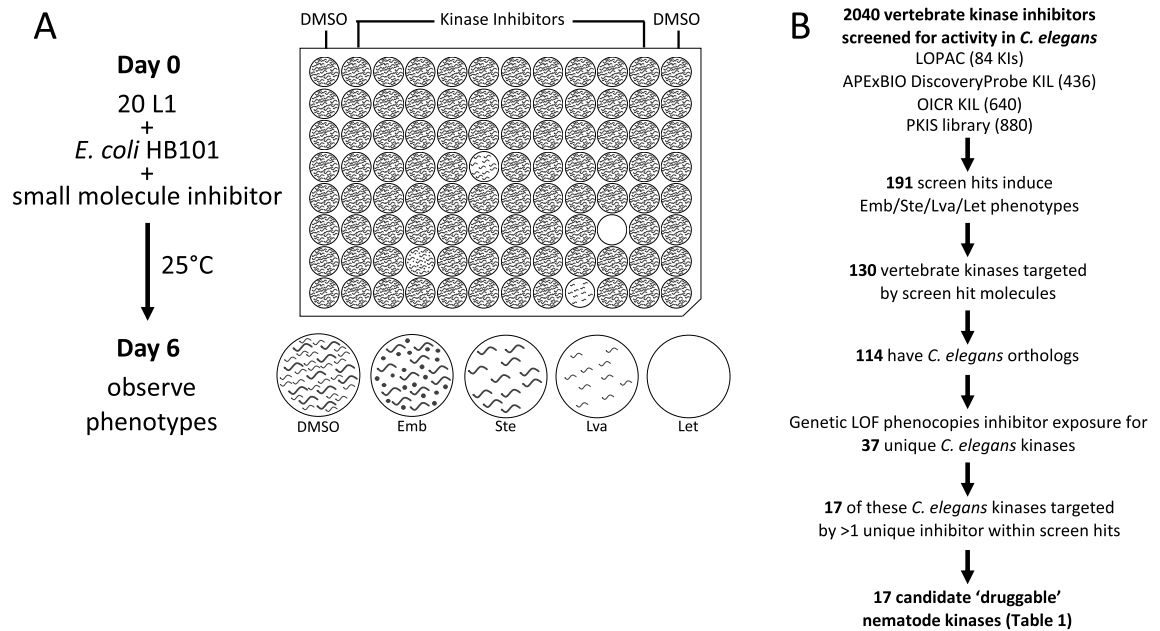 A
Day 0
20 L1
+
E. coli HB101
+
small molecule inhibitor
25°C
Day 6
observe
phenotypes
DMSO
Kinase Inhibitors
DMSO
DMSO
Emb
Ste
Lva
Let
B
2040 vertebrate kinase inhibitors
screened for activity in C. elegans
LOPAC (84 KIs)
APExBIO DiscoveryProbe KIL (436)
OICR KIL (640)
PKIS library (880)
191 screen hits induce
Emb/Ste/Lva/Let phenotypes
130 vertebrate kinases targeted
by screen hit molecules
114 have C. elegans orthologs
Genetic LOF phenocopies inhibitor exposure for
37 unique C. elegans kinases
17 of these C. elegans kinases targeted
by >1 unique inhibitor within screen hits
17 candidate ‘druggable’
nematode kinases (Table 1)